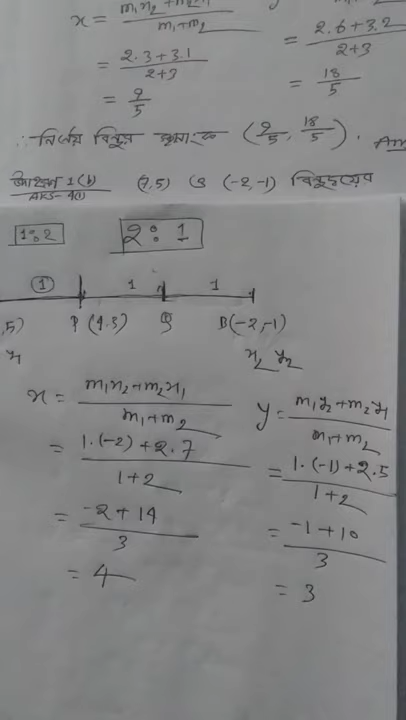 x = m₁x₂ + m₂x₁ / m₁+m₂
= 2.3+3.1 / 2+3 = 2.6+3.2 / 2+3
= 9/5 = 18/5
∴ নির্ণেয় বিন্দুর স্থানাংক (9/5, 18/5). Ans
1(b) (7,5) ও (-2,-1) বিন্দুদ্বয়ের
1:2 2:1
1 1 1
,5) P (4.3) Q B(-2,-1)
y₁ x₂ y₂
x = m₁x₂+m₂x₁ / m₁+m₂ y = m₁y₂+m₂y₁ / m₁+m₂
= 1.(-2)+2.7 / 1+2 = 1.(-1)+2.5 / 1+2
= -2+14 / 3 = -1+10 / 3
= 4 = 3